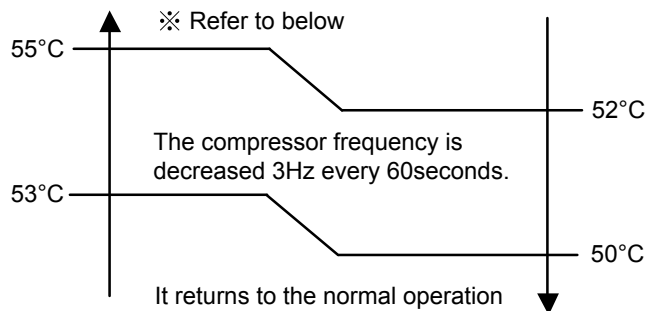 ※ Refer to below
55°C
52°C
The compressor frequency is
decreased 3Hz every 60seconds.
53°C
50°C
It returns to the normal operation